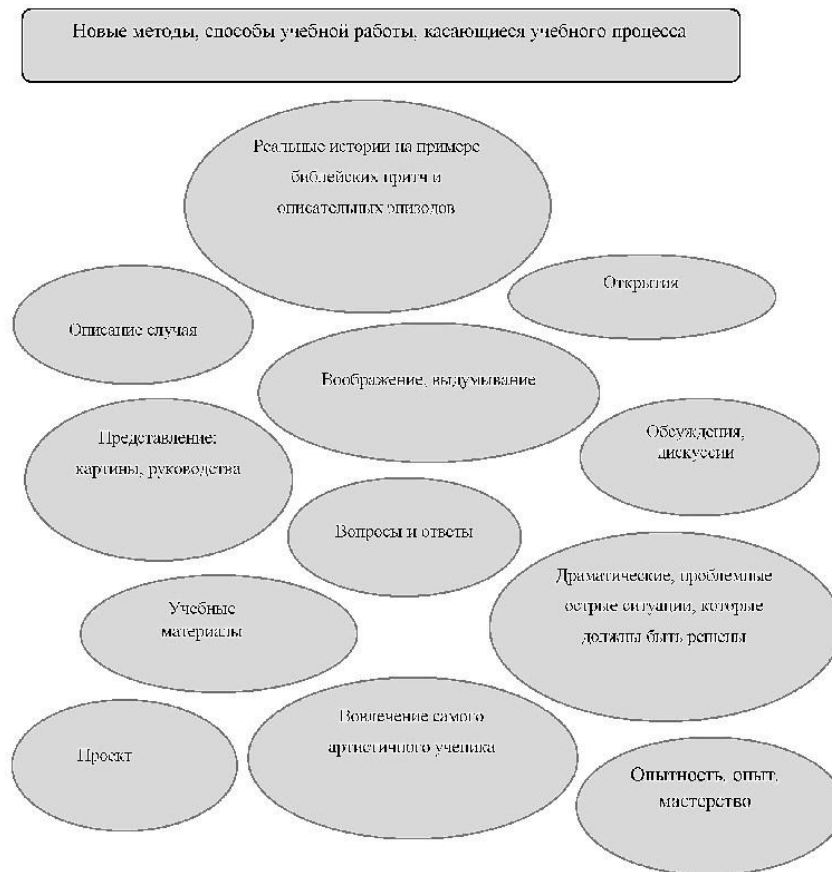 Новые методы, способы учебной работы, касающиеся учебного процесса
Реальные истории на примере
библейских притч и
описательных эпизодов
Открытия
Описание случая
Воображение, выдумывание
Представление:
картины, руководства
Обсуждения,
дискуссии
Вопросы и ответы
Драматические, проблемные
острые ситуации, которые
должны быть решены
Учебные
материалы
Вовлечение самого
артистичного ученика
Проект
Опытность, опыт,
мастерство